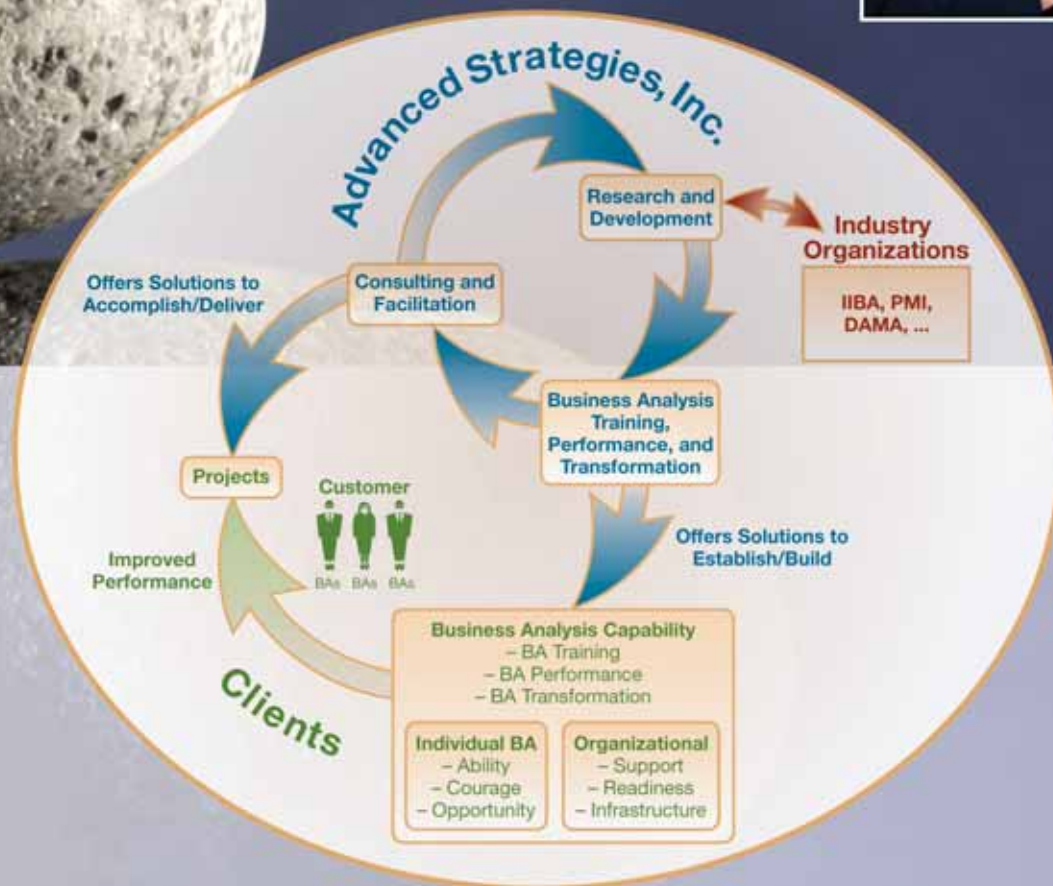 Advanced Strategies, Inc.
Research and
Development
Industry
Organizations
IIBA, PMI,
DAMA, ...
Offers Solutions to
Accomplish/Deliver
Consulting and
Facilitation
Business Analysis
Training,
Performance, and
Transformation
Projects
Customer
BAs BAs BAs
Improved
Performance
Offers Solutions to
Establish/Build
Clients
Business Analysis Capability
– BA Training
– BA Performance
– BA Transformation
Individual BA
– Ability
– Courage
– Opportunity
Organizational
– Support
– Readiness
– Infrastructure